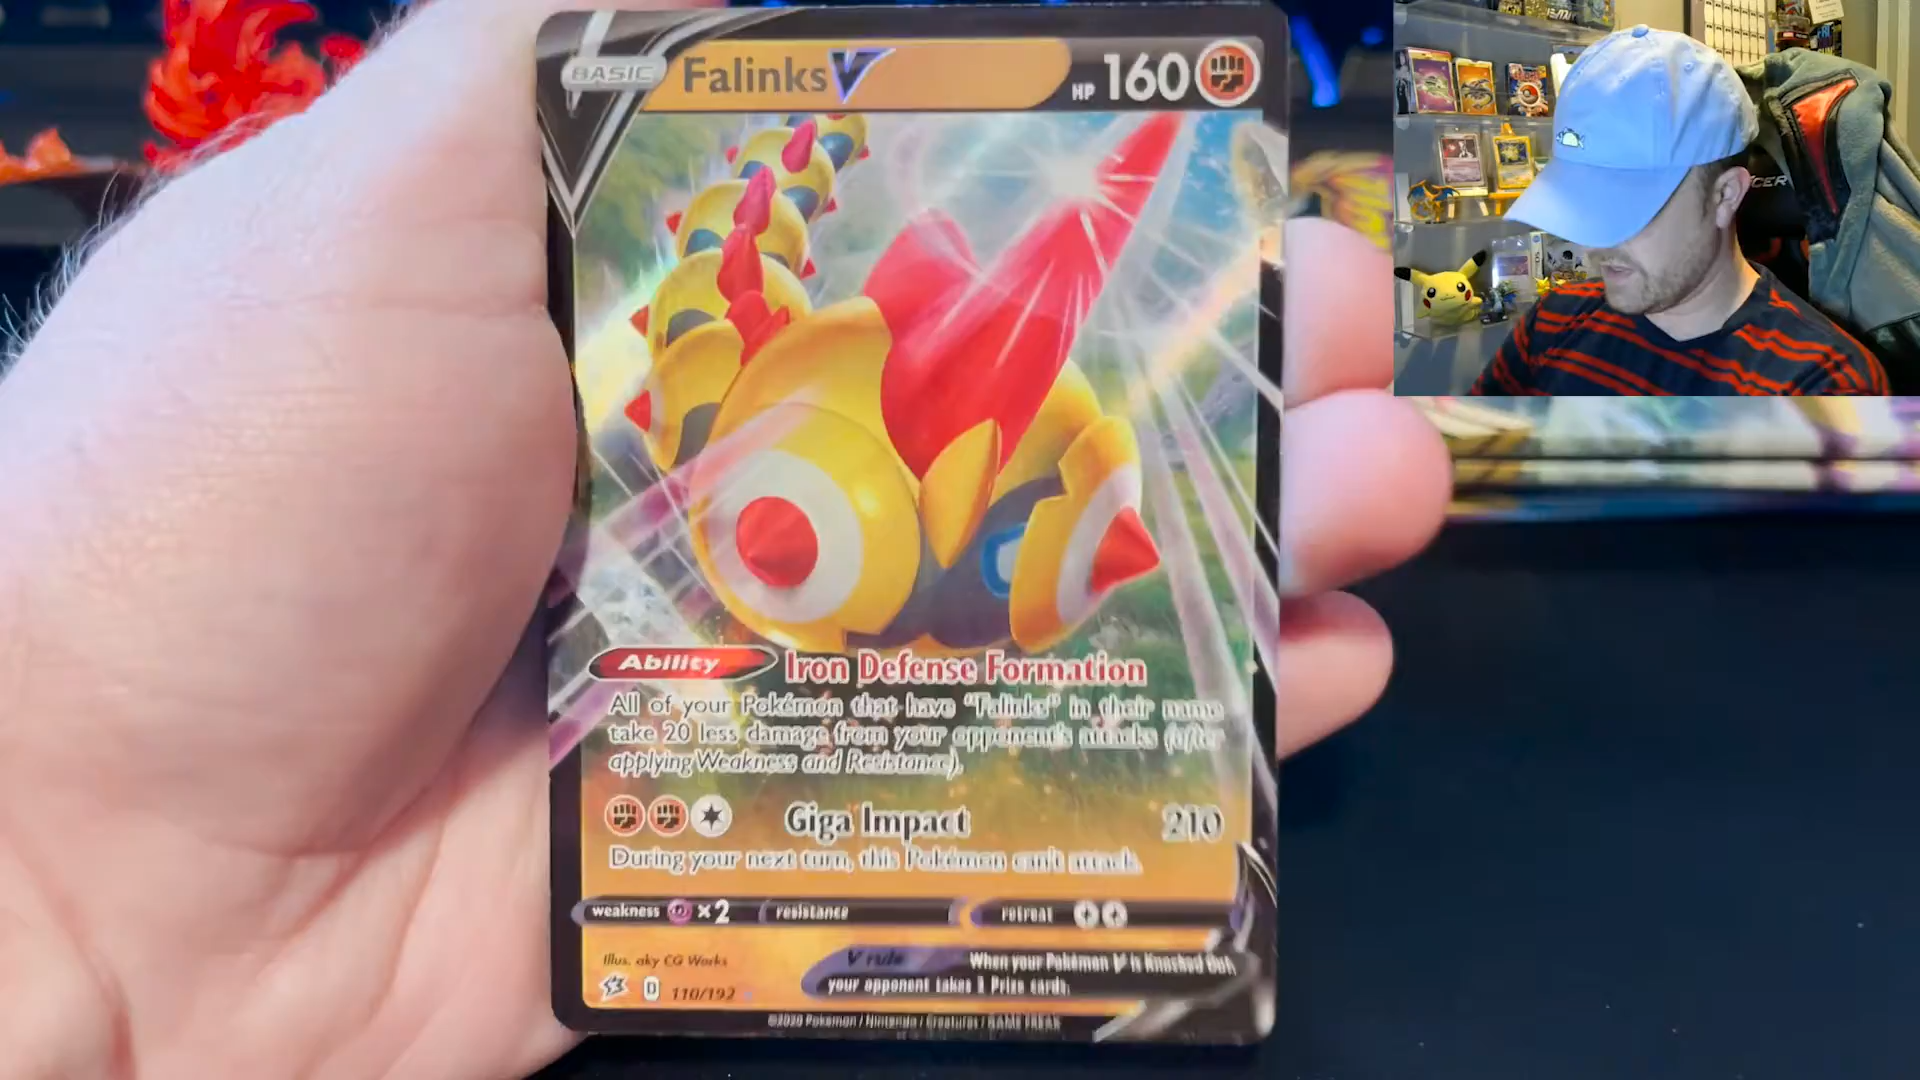 BASIC Falinks V HP 160
Ability Iron Defense Formation
All of your Pokémon that have "Falinks" in their name
take 20 less damage from your opponent's attacks (after
applying Weakness and Resistance).
Giga Impact 210
During your next turn, this Pokémon can't attack.
weakness ×2 resistance retreat
Illus. aky CG Works
V rule When your Pokémon V is Knocked Out,
your opponent takes 2 Prize cards.
D 110/192
©2020 Pokémon / Nintendo / Creatures / GAME FREAK